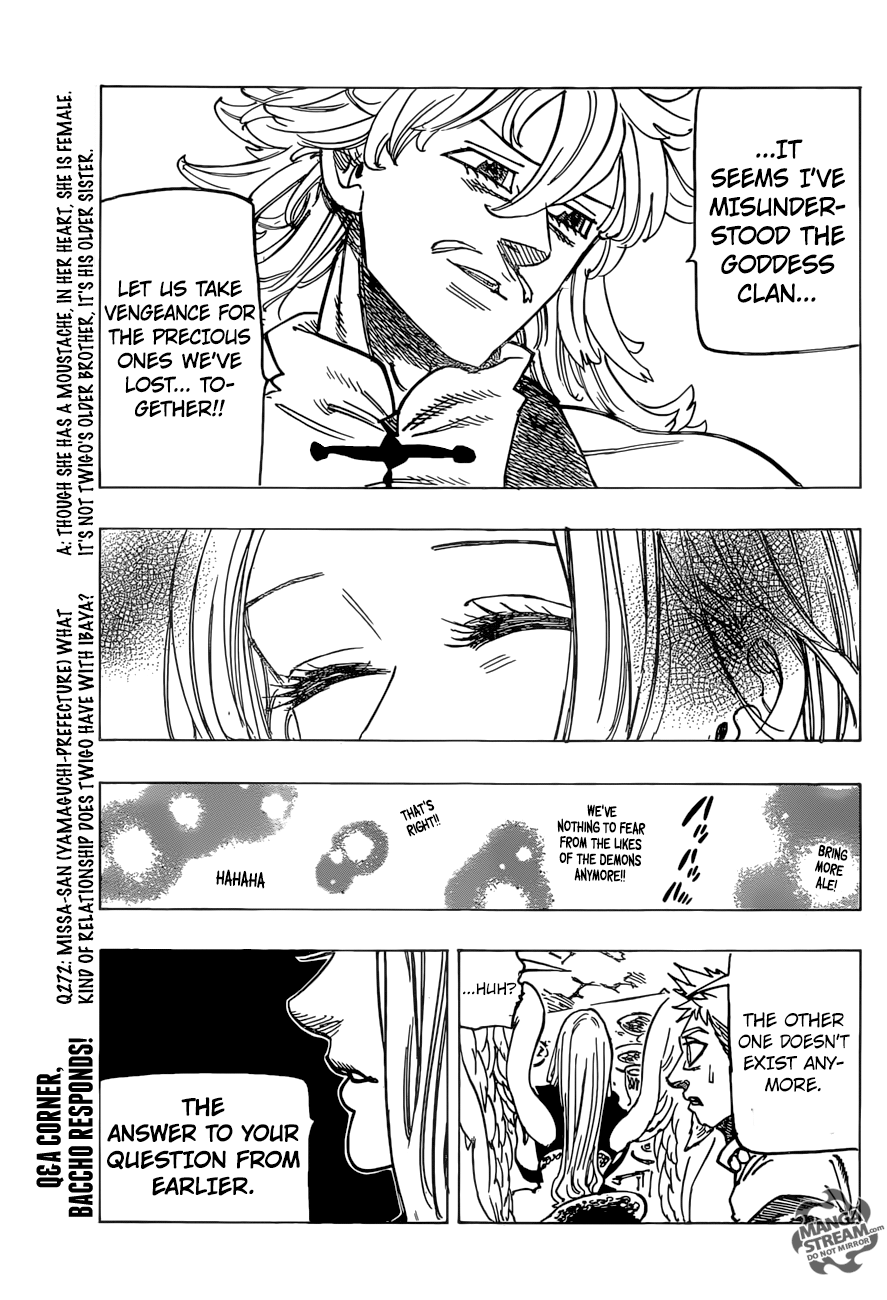 ...IT
SEEMS I'VE
MISUNDER-
STOOD THE
GODDESS
CLAN...
LET US TAKE
VENGEANCE FOR
THE PRECIOUS
ONES WE'VE
LOST... TO-
GETHER!!
BRING
MORE
ALE!
WE'VE
NOTHING TO FEAR
FROM THE LIKES
OF THE DEMONS
ANYMORE!!
THAT'S
RIGHT!!
HAHAHA
THE OTHER
ONE DOESN'T
EXIST ANY-
MORE.
...HUH?
THE
ANSWER TO YOUR
QUESTION FROM
EARLIER.
Q&A CORNER,
BACCHO RESPONDS!
Q272: MISSA-SAN (YAMAGUCHI-PREFECTURE) WHAT
KIND OF RELATIONSHIP DOES TWIGO HAVE WITH IBAYA?
A: THOUGH SHE HAS A MOUSTACHE, IN HER HEART, SHE IS FEMALE.
IT'S NOT TWIGO'S OLDER BROTHER, IT'S HIS OLDER SISTER.
MANGA
STREAM.com
DO NOT MIRROR